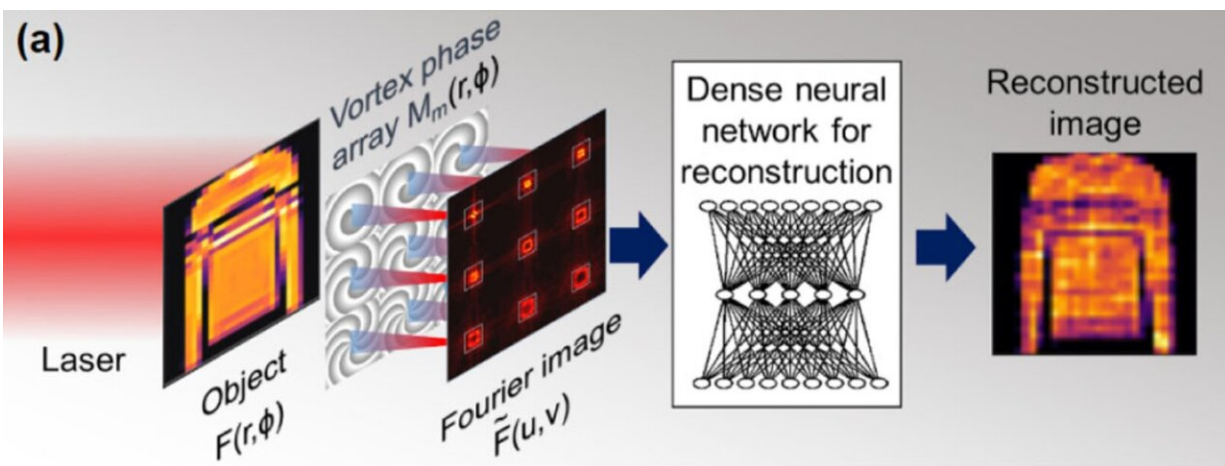 (a)
Laser
Object
F(r,ϕ)
Vortex phase
array Mₘ(r,ϕ)
Fourier image
F̃(u,v)
Dense neural
network for
reconstruction
Reconstructed
image